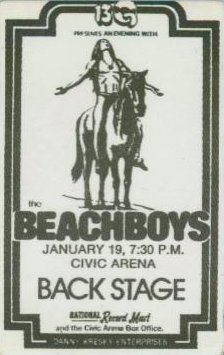 13Q
PRESENTS AN EVENING WITH
the
BEACHBOYS
JANUARY 19, 7:30 P.M.
CIVIC ARENA
BACK STAGE
NATIONAL Record Mart
and the Civic Arena Box Office.
DANNY KRESKY ENTERPRISES